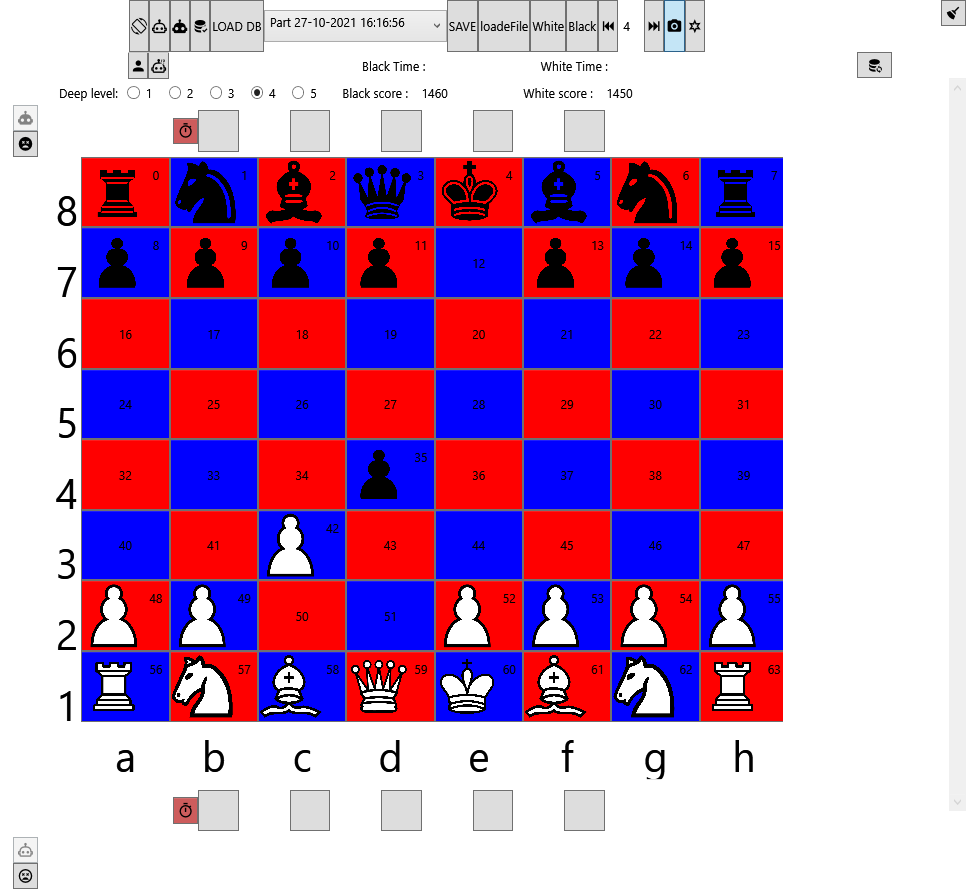 LOAD DB Part 27-10-2021 16:16:56 SAVE loadeFile White Black 4
Black Time : White Time :
Deep level: 1 2 3 4 5 Black score : 1460 White score : 1450
8 0 1 2 3 4 5 6 7
7 8 9 10 11 12 13 14 15
6 16 17 18 19 20 21 22 23
5 24 25 26 27 28 29 30 31
4 32 33 34 35 36 37 38 39
3 40 41 42 43 44 45 46 47
2 48 49 50 51 52 53 54 55
1 56 57 58 59 60 61 62 63
a b c d e f g h